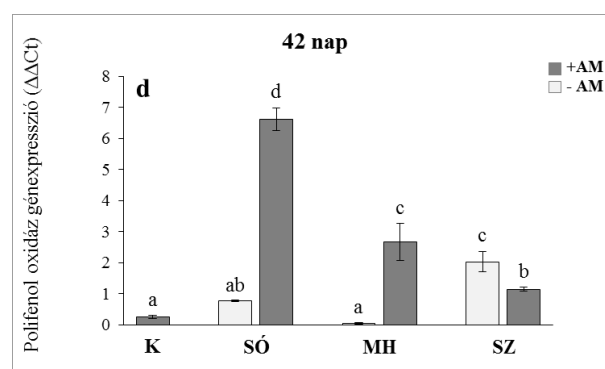 42 nap
+AM
- AM
Polifenol oxidáz génexpresszió (ΔΔCt)
d
8
7
6
5
4
3
2
1
0
a
ab
d
a
c
c
b
K
SÓ
MH
SZ